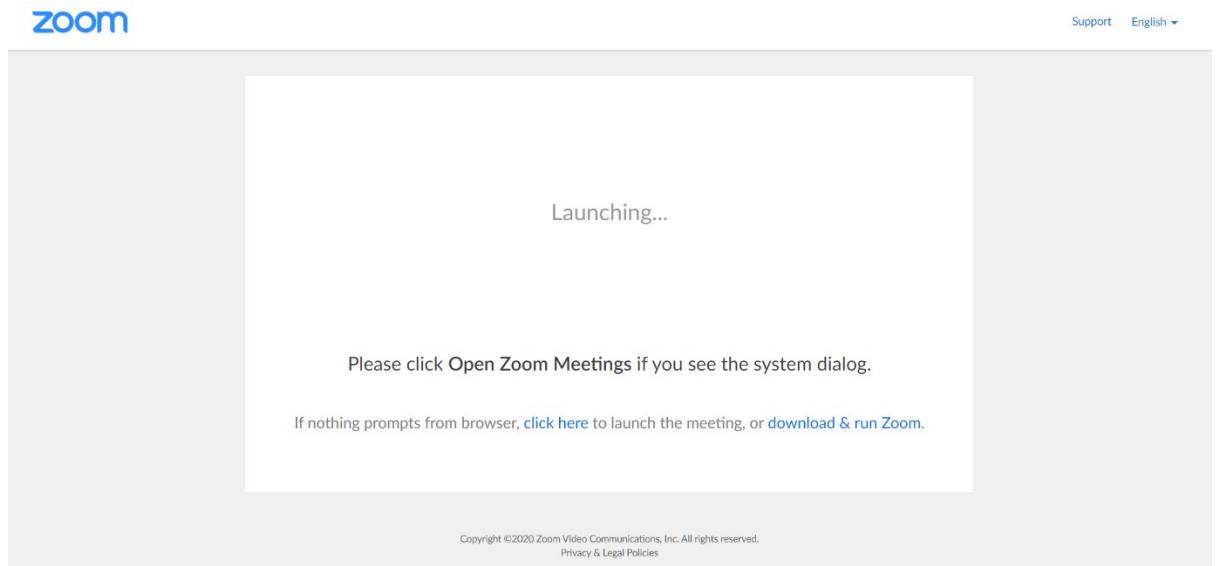 zoom
Support English
Launching...
Please click Open Zoom Meetings if you see the system dialog.
If nothing prompts from browser, click here to launch the meeting, or download & run Zoom.
Copyright ©2020 Zoom Video Communications, Inc. All rights reserved.
Privacy & Legal Policies